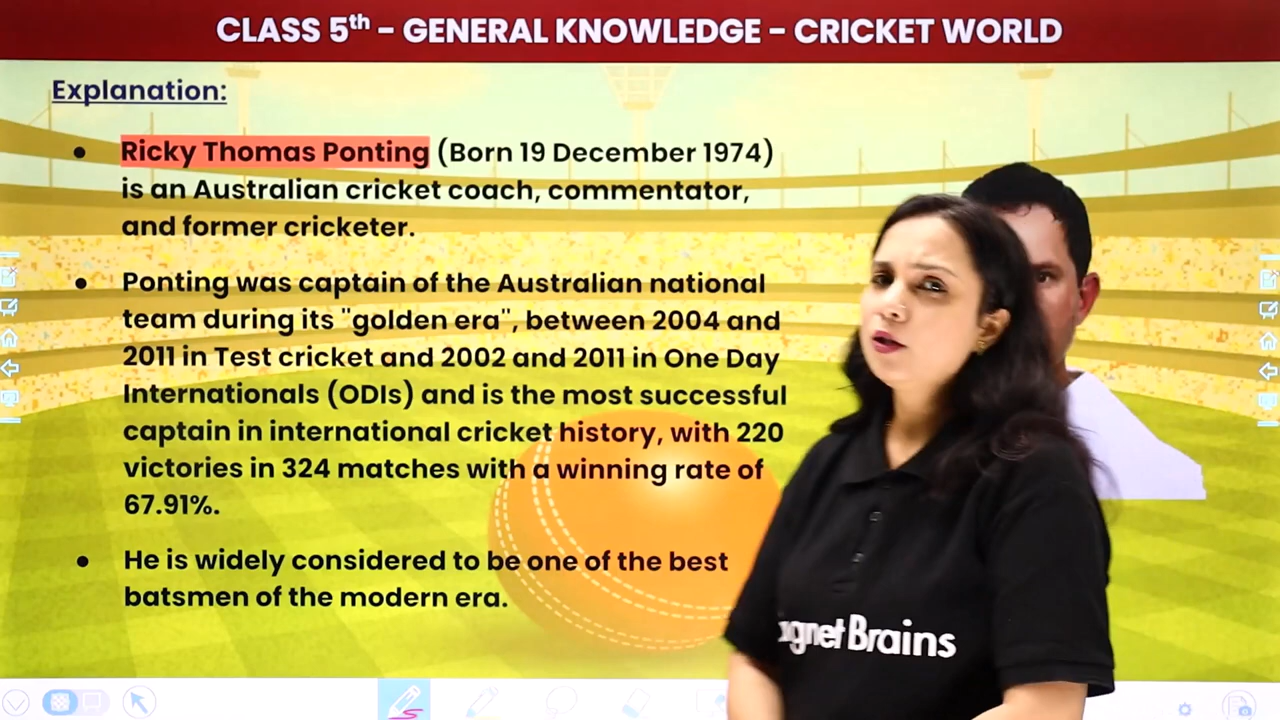 CLASS 5th - GENERAL KNOWLEDGE - CRICKET WORLD
Explanation:
• Ricky Thomas Ponting (Born 19 December 1974)
is an Australian cricket coach, commentator,
and former cricketer.
• Ponting was captain of the Australian national
team during its "golden era", between 2004 and
2011 in Test cricket and 2002 and 2011 in One Day
Internationals (ODIs) and is the most successful
captain in international cricket history, with 220
victories in 324 matches with a winning rate of
67.91%.
• He is widely considered to be one of the best
batsmen of the modern era.
agnet Brains